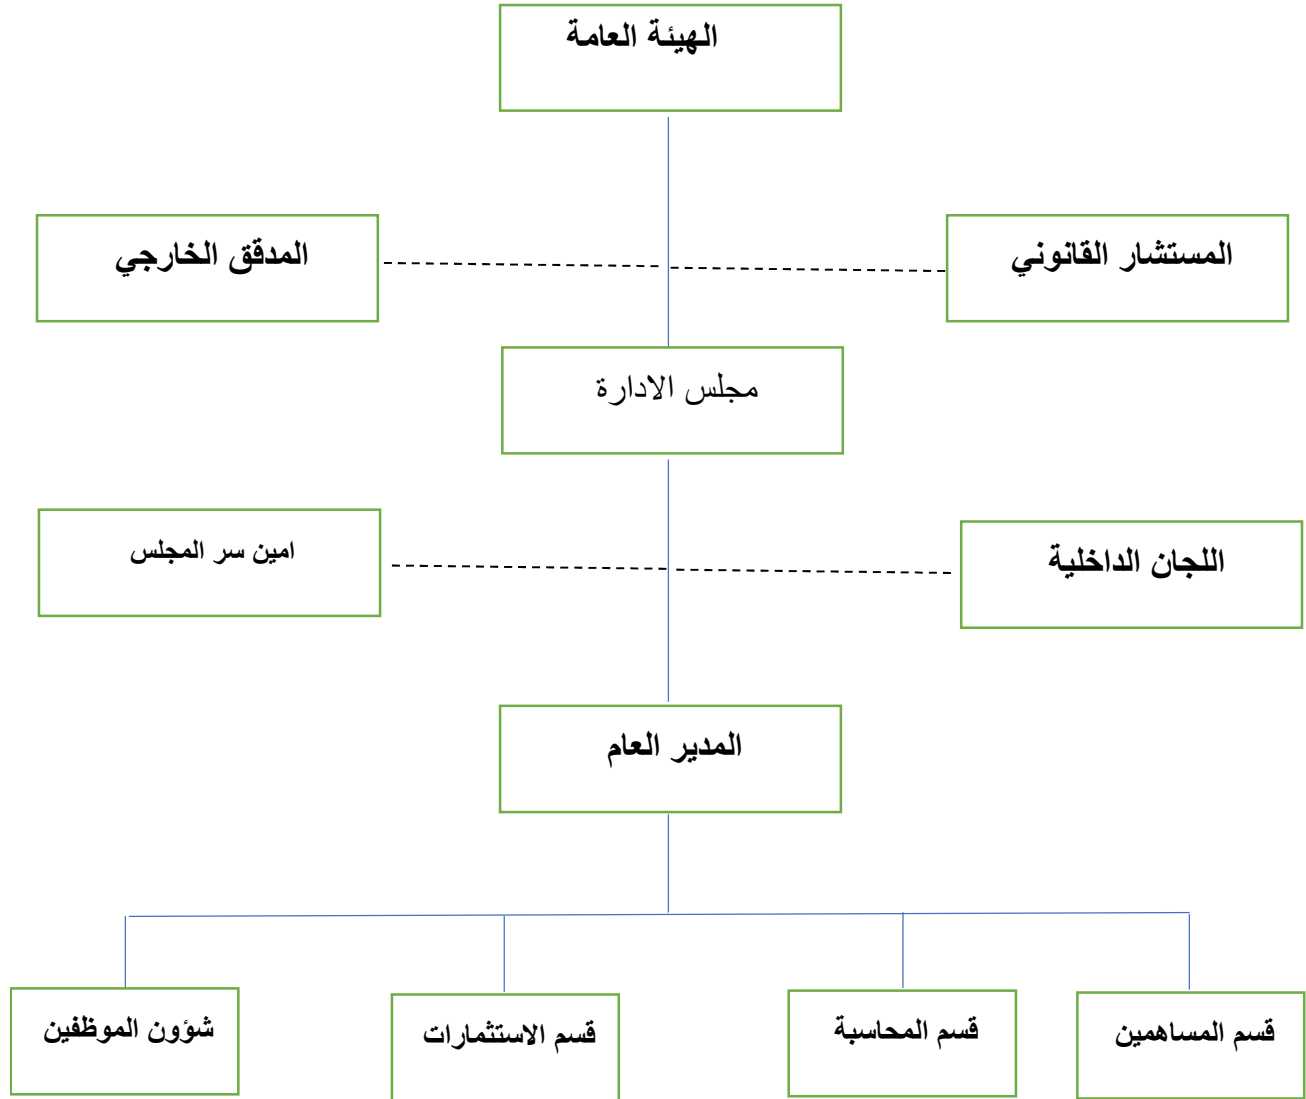 الهيئة العامة
المستشار القانوني
المدقق الخارجي
مجلس الادارة
اللجان الداخلية
امين سر المجلس
المدير العام
قسم المساهمين
قسم المحاسبة
قسم الاستثمارات
شؤون الموظفين